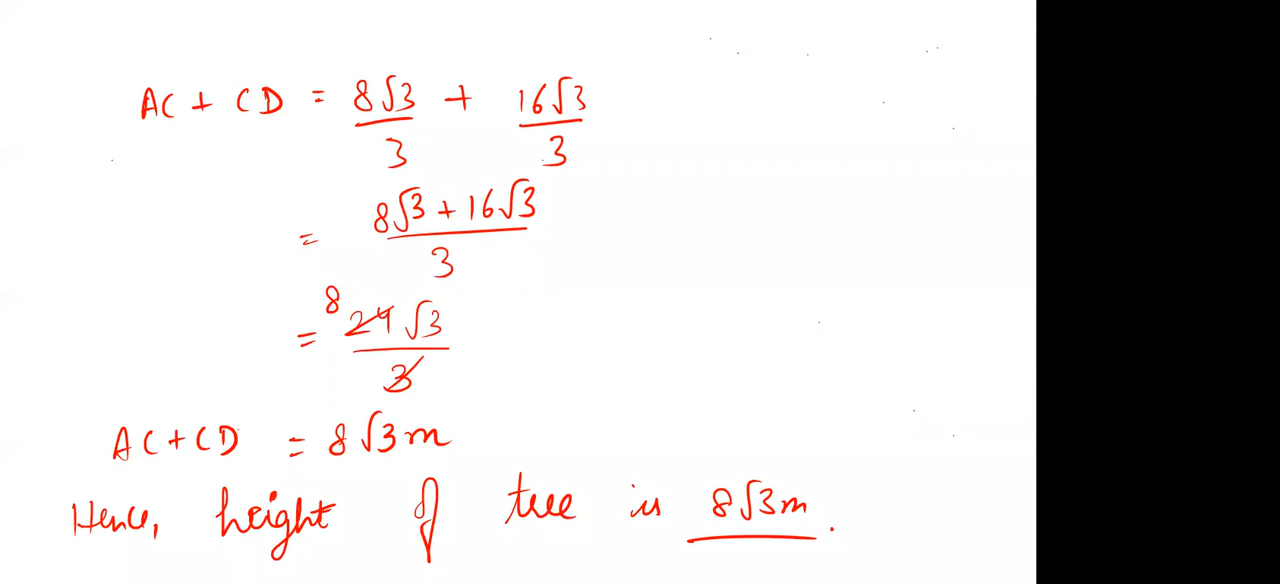 AC + CD = 8√3/3 + 16√3/3
= (8√3 + 16√3)/3
= 8 24√3/3
AC + CD = 8√3m
Hence, height of tree is 8√3m.